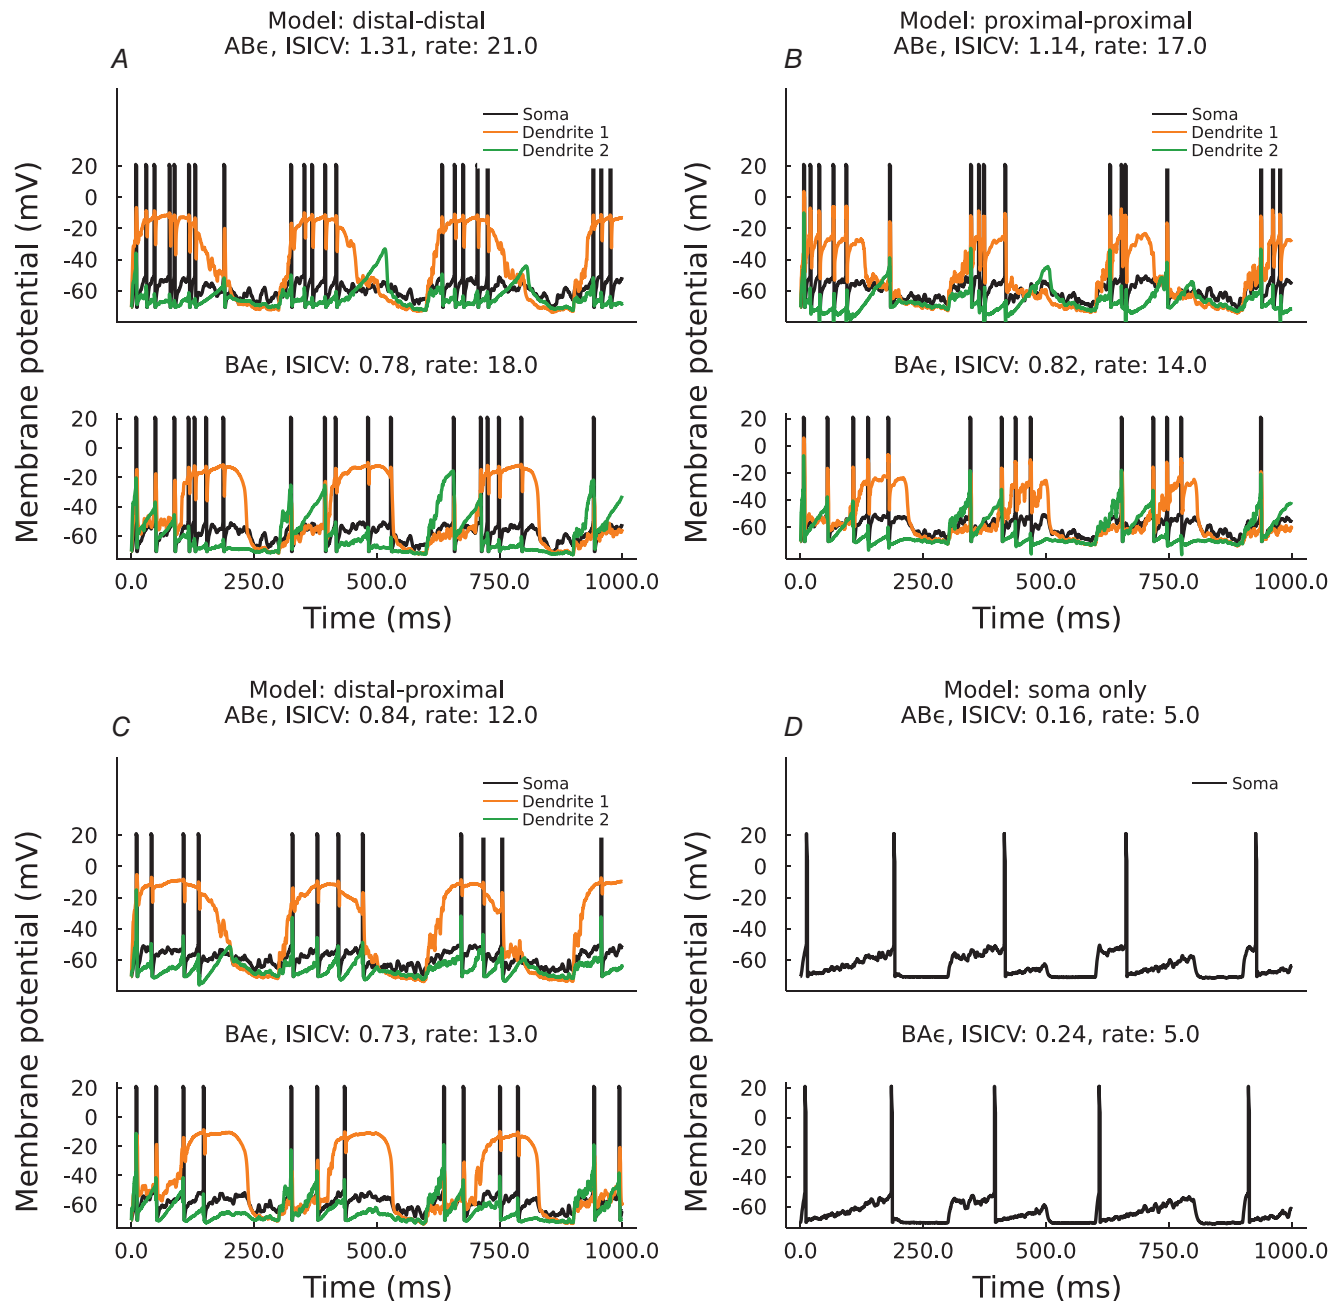 Model: distal-distal
A
ABϵ, ISICV: 1.31, rate: 21.0
Soma
Dendrite 1
Dendrite 2
20
0
-20
-40
-60
Membrane potential (mV)
BAϵ, ISICV: 0.78, rate: 18.0
20
0
-20
-40
-60
0.0 250.0 500.0 750.0 1000.0
Time (ms)
Model: proximal-proximal
B
ABϵ, ISICV: 1.14, rate: 17.0
Soma
Dendrite 1
Dendrite 2
20
0
-20
-40
-60
Membrane potential (mV)
BAϵ, ISICV: 0.82, rate: 14.0
20
0
-20
-40
-60
0.0 250.0 500.0 750.0 1000.0
Time (ms)
Model: distal-proximal
C
ABϵ, ISICV: 0.84, rate: 12.0
Soma
Dendrite 1
Dendrite 2
20
0
-20
-40
-60
Membrane potential (mV)
BAϵ, ISICV: 0.73, rate: 13.0
20
0
-20
-40
-60
0.0 250.0 500.0 750.0 1000.0
Time (ms)
Model: soma only
D
ABϵ, ISICV: 0.16, rate: 5.0
Soma
20
0
-20
-40
-60
Membrane potential (mV)
BAϵ, ISICV: 0.24, rate: 5.0
20
0
-20
-40
-60
0.0 250.0 500.0 750.0 1000.0
Time (ms)